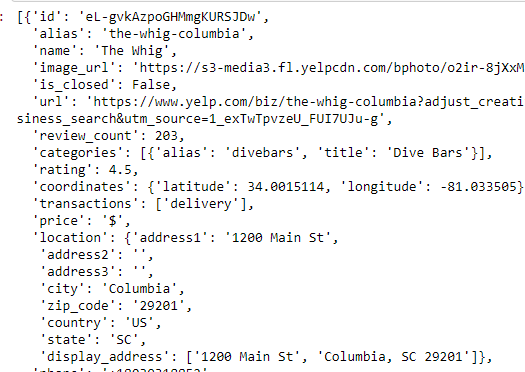 : [{'id': 'eL-gvkAzpoGHMmgKURSJDw',
'alias': 'the-whig-columbia',
'name': 'The Whig',
'image_url': 'https://s3-media3.fl.yelpcdn.com/bphoto/o2ir-8jXxM
'is_closed': False,
'url': 'https://www.yelp.com/biz/the-whig-columbia?adjust_creati
siness_search&utm_source=1_exTwTpvzeU_FUI7UJu-g',
'review_count': 203,
'categories': [{'alias': 'divebars', 'title': 'Dive Bars'}],
'rating': 4.5,
'coordinates': {'latitude': 34.0015114, 'longitude': -81.033505}
'transactions': ['delivery'],
'price': '$',
'location': {'address1': '1200 Main St',
'address2': '',
'address3': '',
'city': 'Columbia',
'zip_code': '29201',
'country': 'US',
'state': 'SC',
'display_address': ['1200 Main St', 'Columbia, SC 29201']},